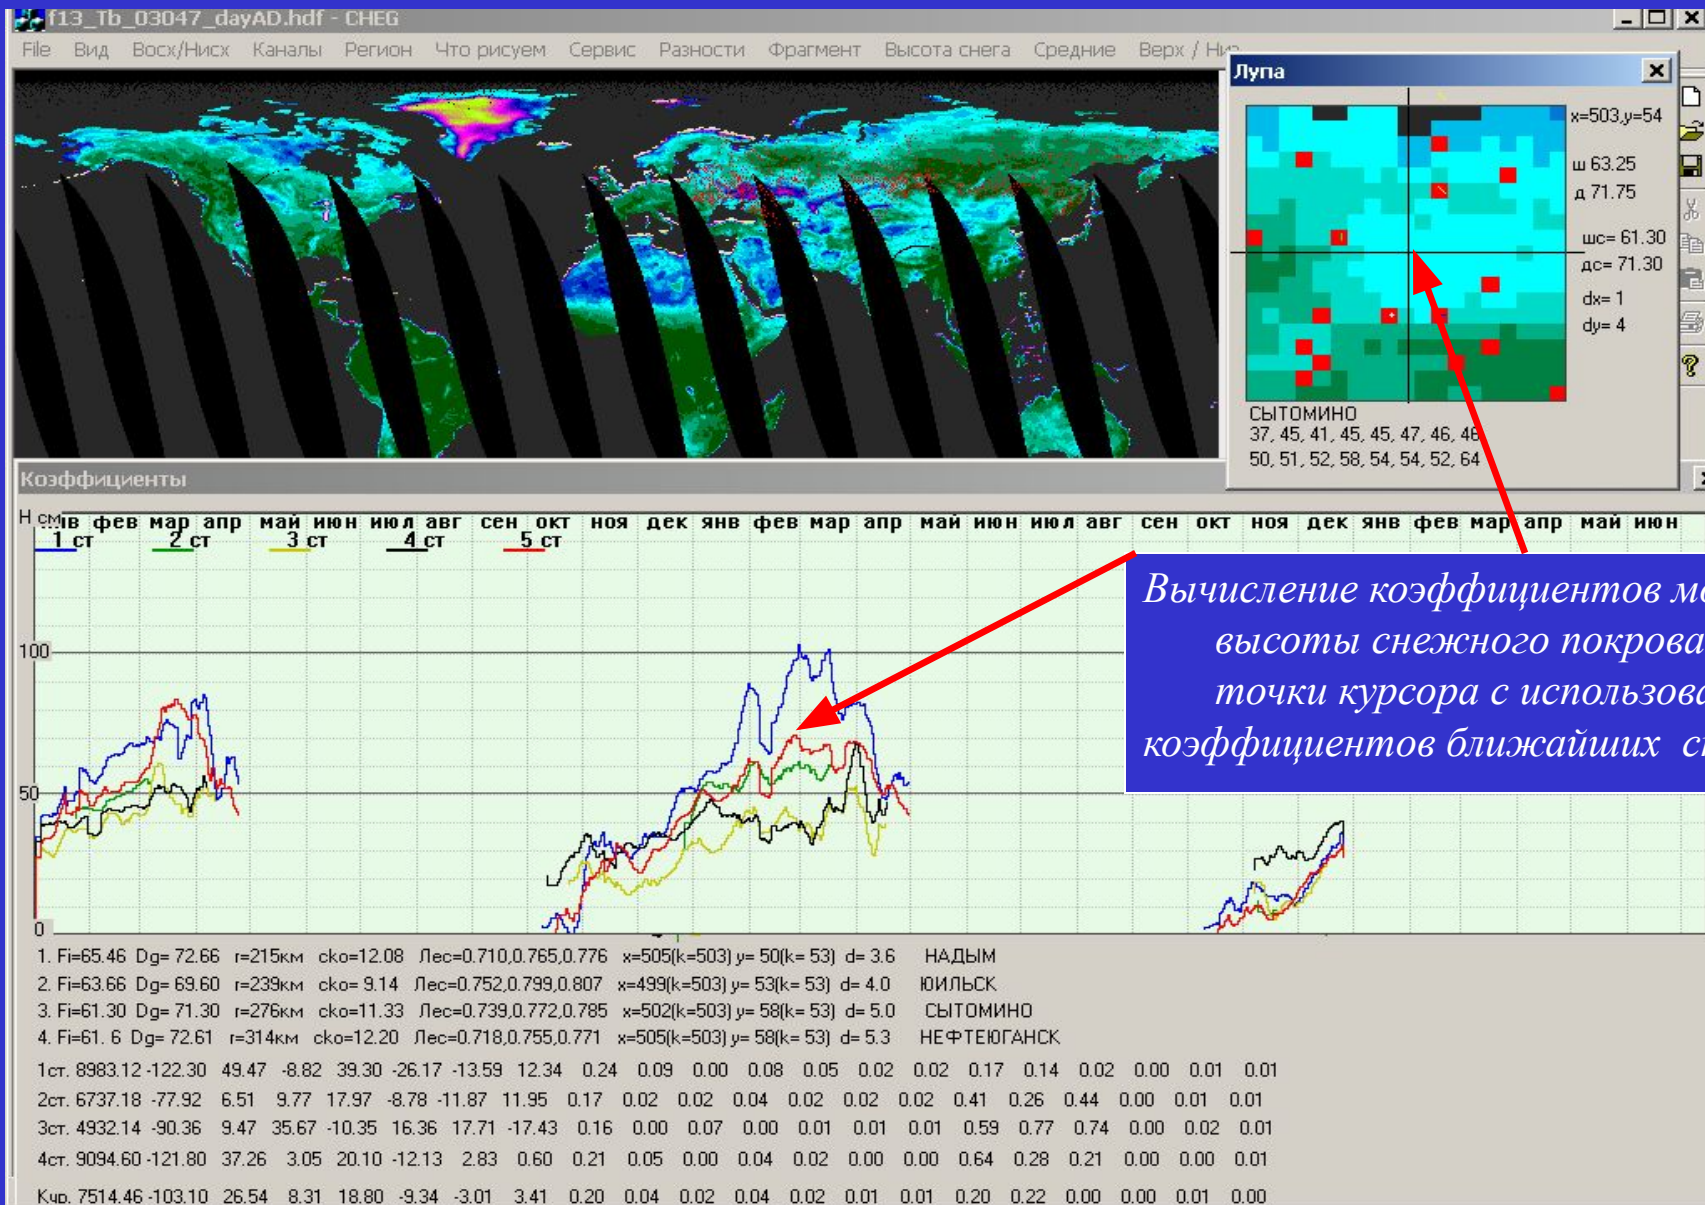 f13_Tb_03047_dayAD.hdf - CHEG
File Вид Восх/Нисх Каналы Регион Что рисуем Сервис Разности Фрагмент Высота снега Средние Верх /
Лупа
x=503,y=54
ш 63.25
д 71.75
шс= 61.30
дс= 71.30
dx= 1
dy= 4
СЫТОМИНО
37, 45, 41, 45, 45, 47, 46, 46
50, 51, 52, 58, 54, 54, 52, 64
Коэффициенты
Н см фев мар апр май июн июл авг сен окт ноя дек янв фев мар апр май июн июл авг сен окт ноя дек янв фев мар апр май июн
1 ст 2 ст 3 ст 4 ст 5 ст
100
50
0
Вычисление коэффициентов
высоты снежного покрова
точки курсора с
коэффициентов ближайших
1. Fi=65.46 Dg= 72.66 r=215км ско=12.08 Лес=0.710,0.765,0.776 x=505(k=503) y= 50(k= 53) d= 3.6 НАДЫМ
2. Fi=63.66 Dg= 69.60 r=239км ско= 9.14 Лес=0.752,0.799,0.807 x=499(k=503) y= 53(k= 53) d= 4.0 ЮИЛЬСК
3. Fi=61.30 Dg= 71.30 r=276км ско=11.33 Лес=0.739,0.772,0.785 x=502(k=503) y= 58(k= 53) d= 5.0 СЫТОМИНО
4. Fi=61. 6 Dg= 72.61 r=314км ско=12.20 Лес=0.718,0.755,0.771 x=505(k=503) y= 58(k= 53) d= 5.3 НЕФТЕЮГАНСК
1ст. 8983.12 -122.30 49.47 -8.82 39.30 -26.17 -13.59 12.34 0.24 0.09 0.00 0.08 0.05 0.02 0.02 0.17 0.14 0.02 0.00 0.01 0.01
2ст. 6737.18 -77.92 6.51 9.77 17.97 -8.78 -11.87 11.95 0.17 0.02 0.02 0.04 0.02 0.02 0.02 0.41 0.26 0.44 0.00 0.01 0.01
3ст. 4932.14 -90.36 9.47 35.67 -10.35 16.36 17.71 -17.43 0.16 0.00 0.07 0.00 0.01 0.01 0.01 0.59 0.77 0.74 0.00 0.02 0.01
4ст. 9094.60 -121.80 37.26 3.05 20.10 -12.13 2.83 0.60 0.21 0.05 0.00 0.04 0.02 0.00 0.00 0.64 0.28 0.21 0.00 0.00 0.01
Кур. 7514.46 -103.10 26.54 8.31 18.80 -9.34 -3.01 3.41 0.20 0.04 0.02 0.04 0.02 0.01 0.01 0.20 0.22 0.00 0.00 0.01 0.00